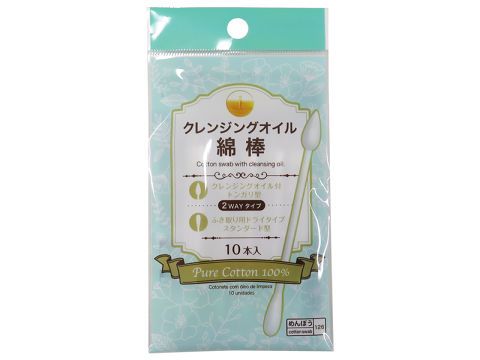 クレンジングオイル
綿棒
Cotton swab with cleansing oil.
クレンジングオイル付
トンガリ型
2WAYタイプ
ふき取り用ドライタイプ
スタンダード型
10本入
Pure Cotton 100%
Cotonete com óleo de limpeza
10 unidades
めんぼう
cotton swab
126